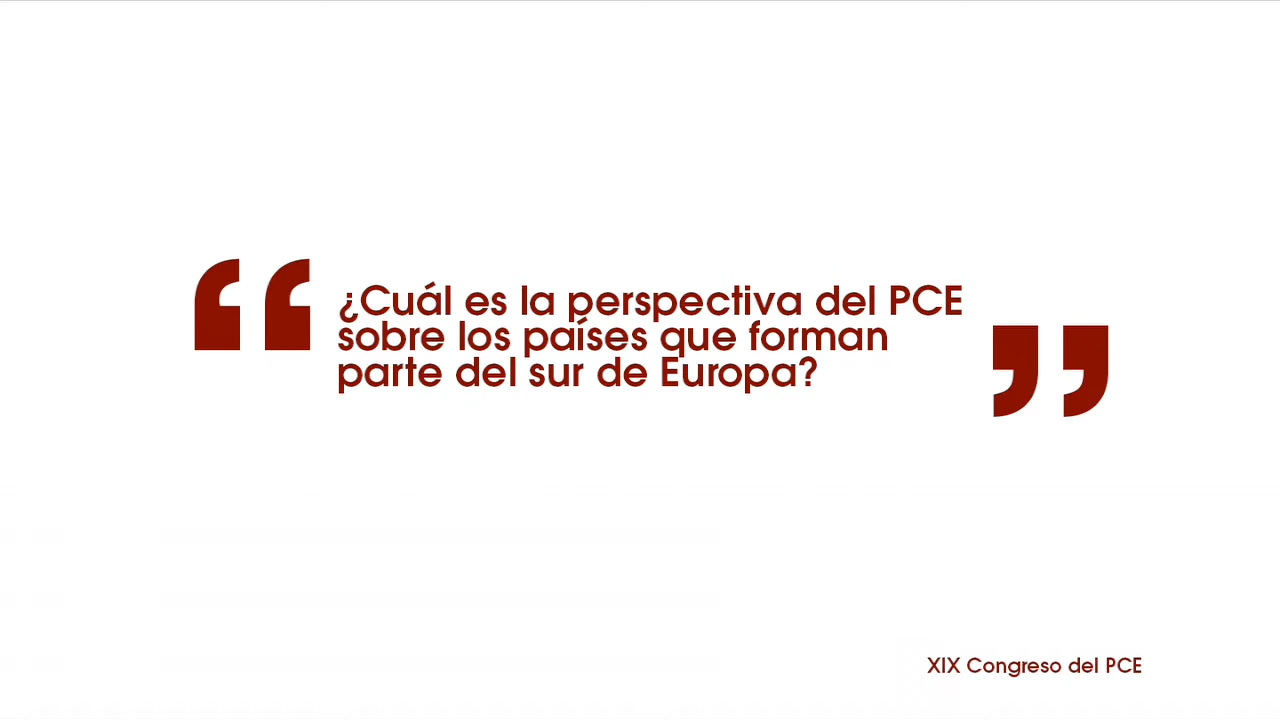 “¿Cuál es la perspectiva del PCE
sobre los países que forman
parte del sur de Europa?”
XIX Congreso del PCE